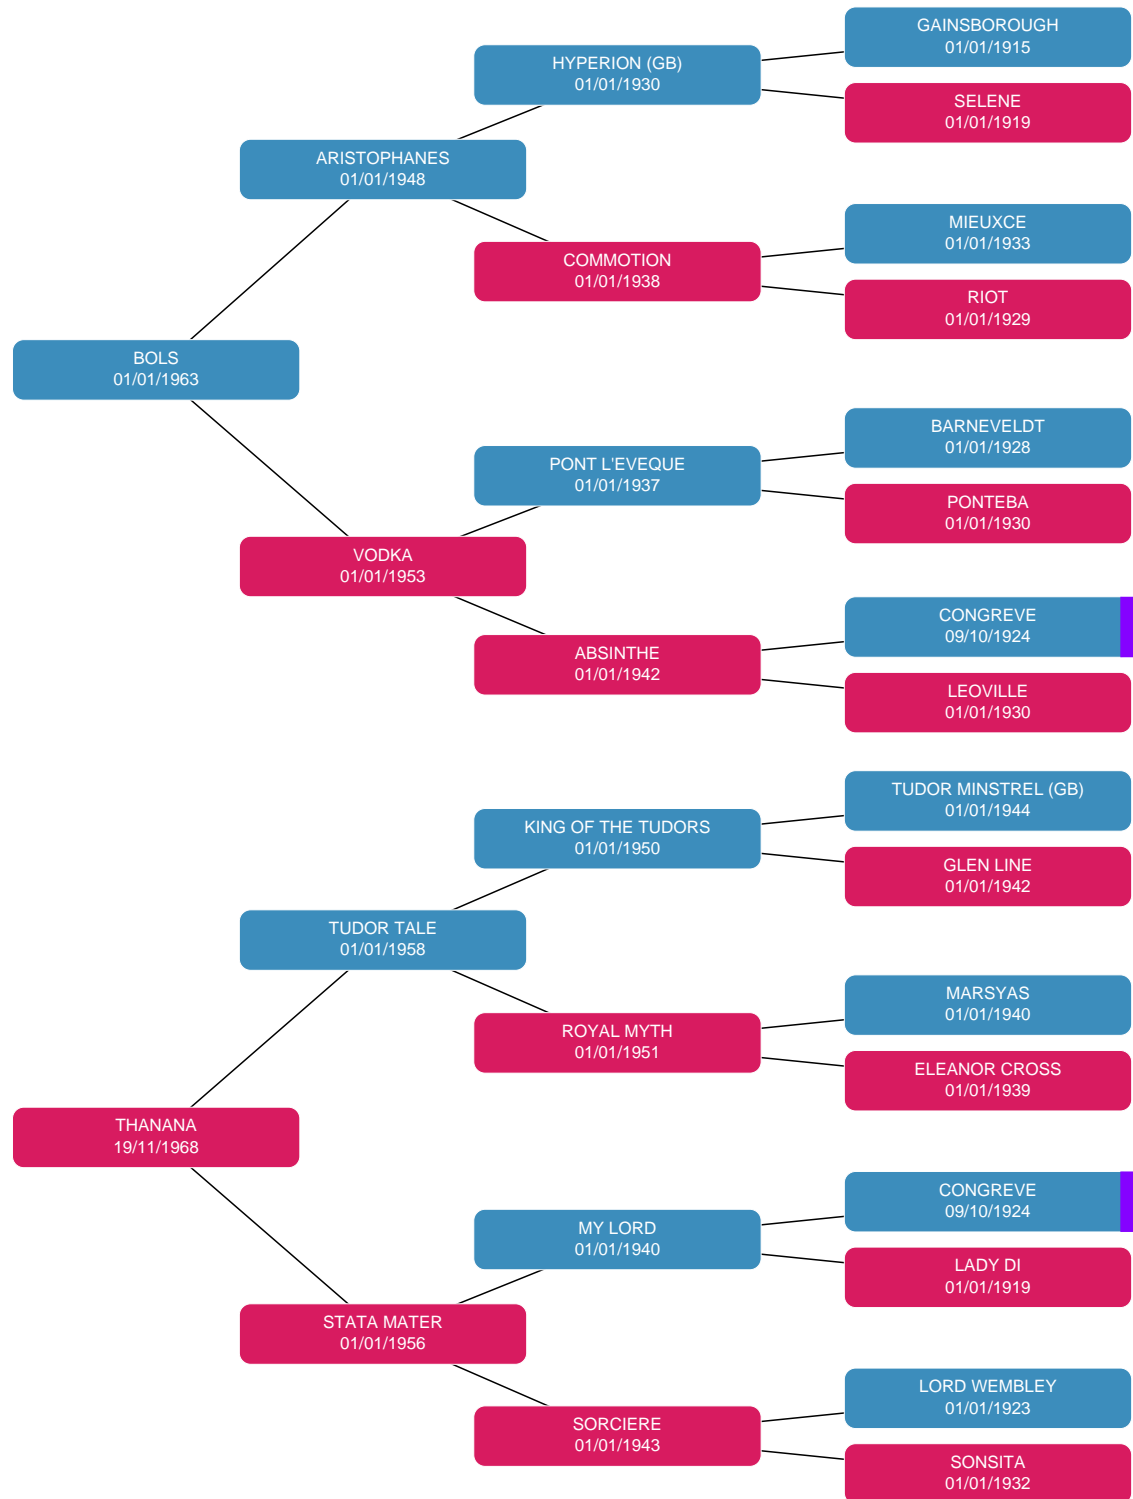 GAINSBOROUGH
01/01/1915
HYPERION (GB)
01/01/1930
SELENE
01/01/1919
ARISTOPHANES
01/01/1948
MIEUXCE
01/01/1933
COMMOTION
01/01/1938
RIOT
01/01/1929
BOLS
01/01/1963
BARNEVELDT
01/01/1928
PONT L'EVEQUE
01/01/1937
PONTEBA
01/01/1930
VODKA
01/01/1953
CONGREVE
09/10/1924
ABSINTHE
01/01/1942
LEOVILLE
01/01/1930
TUDOR MINSTREL (GB)
01/01/1944
KING OF THE TUDORS
01/01/1950
GLEN LINE
01/01/1942
TUDOR TALE
01/01/1958
MARSYAS
01/01/1940
ROYAL MYTH
01/01/1951
ELEANOR CROSS
01/01/1939
THANANA
19/11/1968
CONGREVE
09/10/1924
MY LORD
01/01/1940
LADY DI
01/01/1919
STATA MATER
01/01/1956
LORD WEMBLEY
01/01/1923
SORCIERE
01/01/1943
SONSITA
01/01/1932